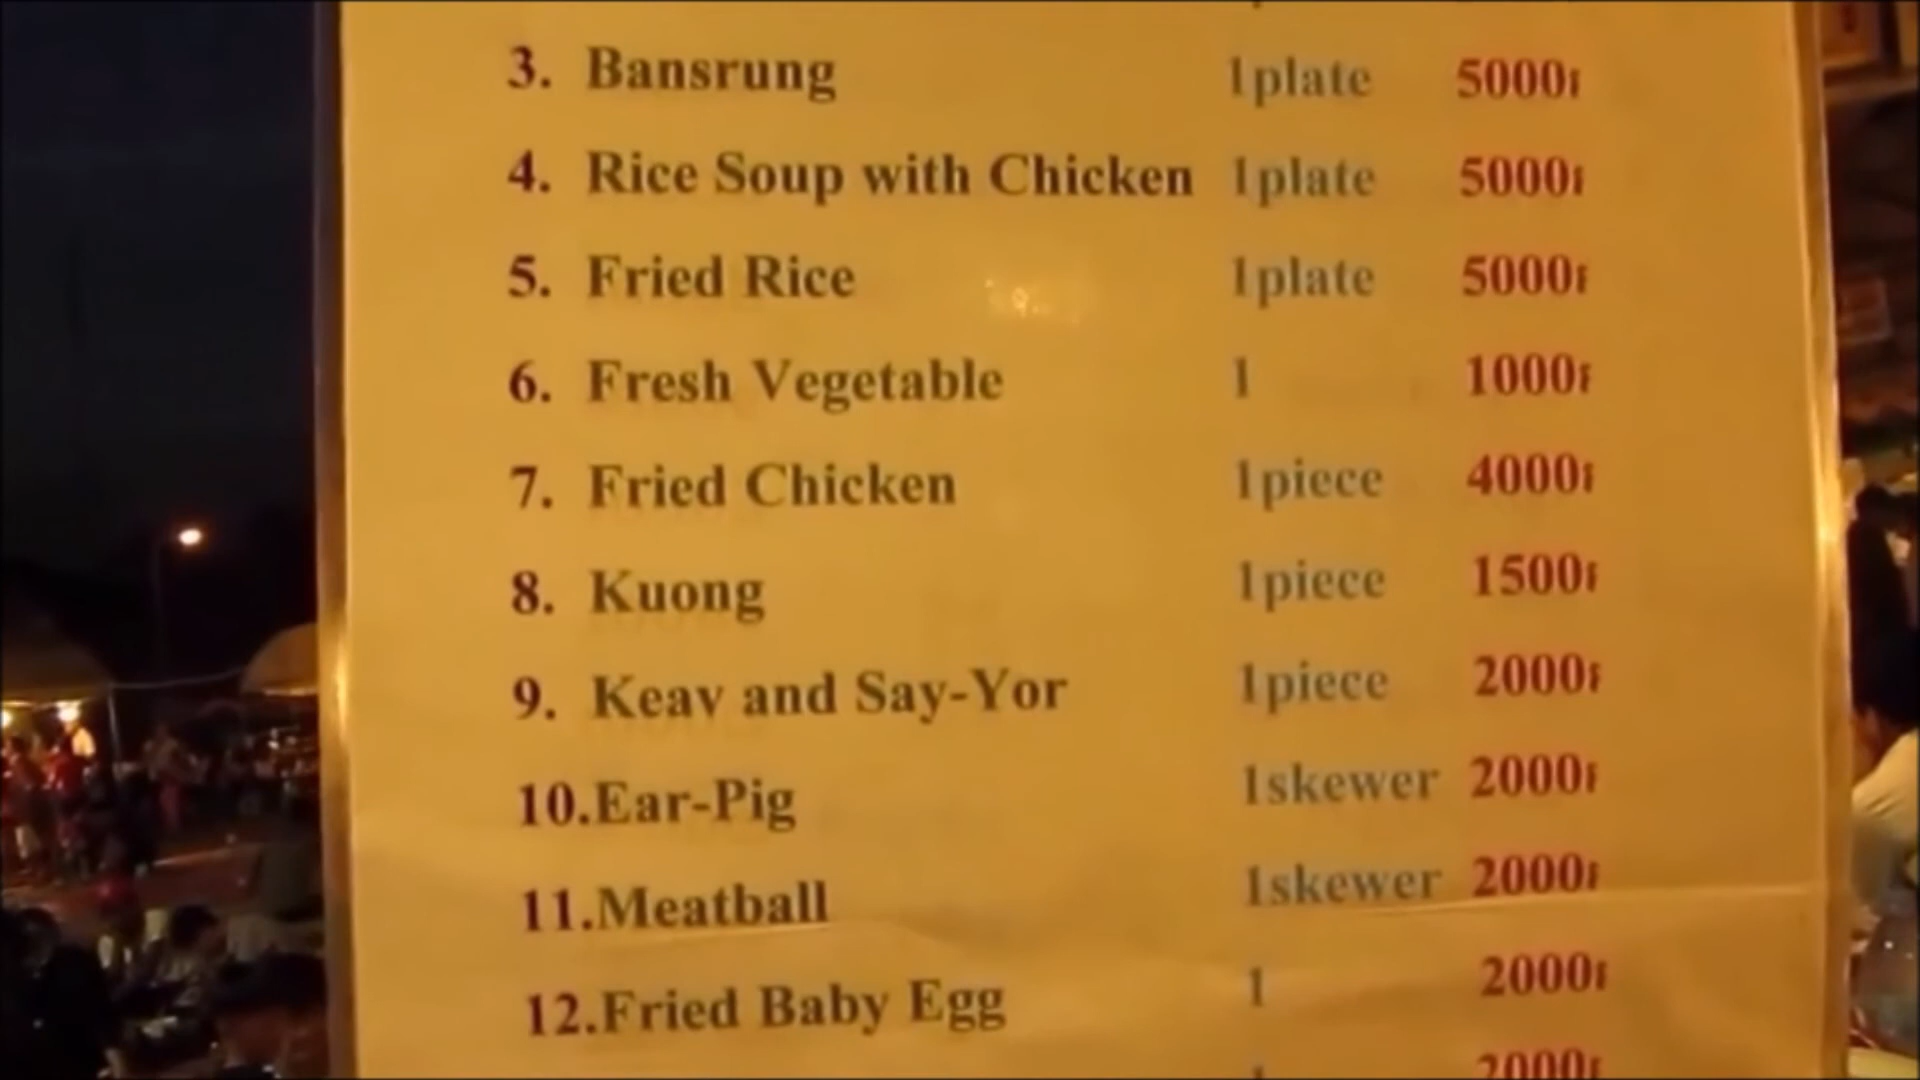 3. Bansrung 1plate 5000៛
4. Rice Soup with Chicken 1plate 5000៛
5. Fried Rice 1plate 5000៛
6. Fresh Vegetable 1 1000៛
7. Fried Chicken 1piece 4000៛
8. Kuong 1piece 1500៛
9. Keav and Say-Yor 1piece 2000៛
10.Ear-Pig 1skewer 2000៛
11.Meatball 1skewer 2000៛
12.Fried Baby Egg 1 2000៛
1 2000៛